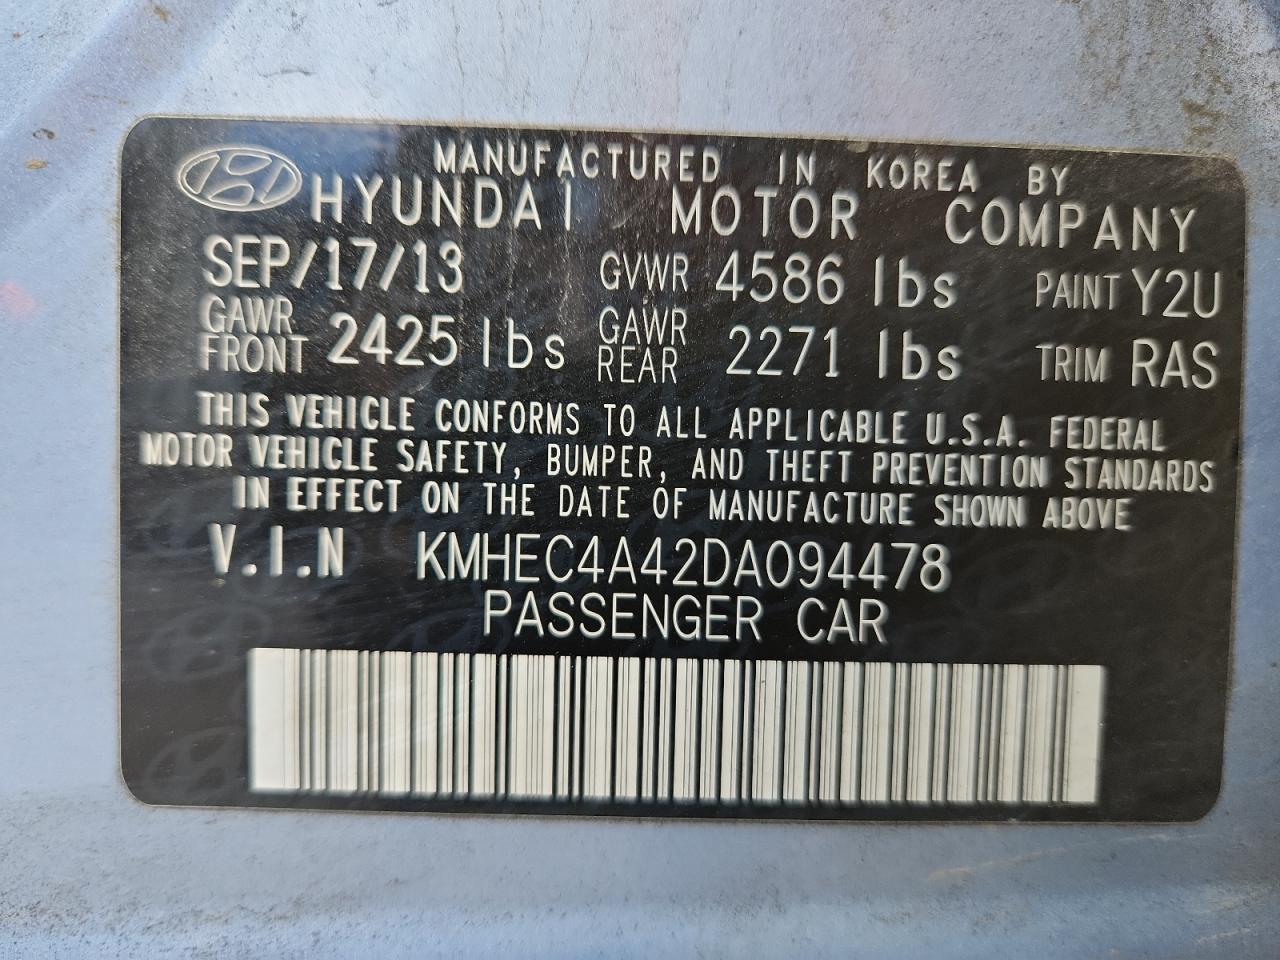 MANUFACTURED IN KOREA BY
HYUNDAI MOTOR COMPANY
SEP/17/13 GVWR 4586 lbs PAINT Y2U
GAWR FRONT 2425 lbs GAWR REAR 2271 lbs TRIM RAS
THIS VEHICLE CONFORMS TO ALL APPLICABLE U.S.A. FEDERAL
MOTOR VEHICLE SAFETY, BUMPER, AND THEFT PREVENTION STANDARDS
IN EFFECT ON THE DATE OF MANUFACTURE SHOWN ABOVE
V.I.N KMHEC4A42DA094478
PASSENGER CAR